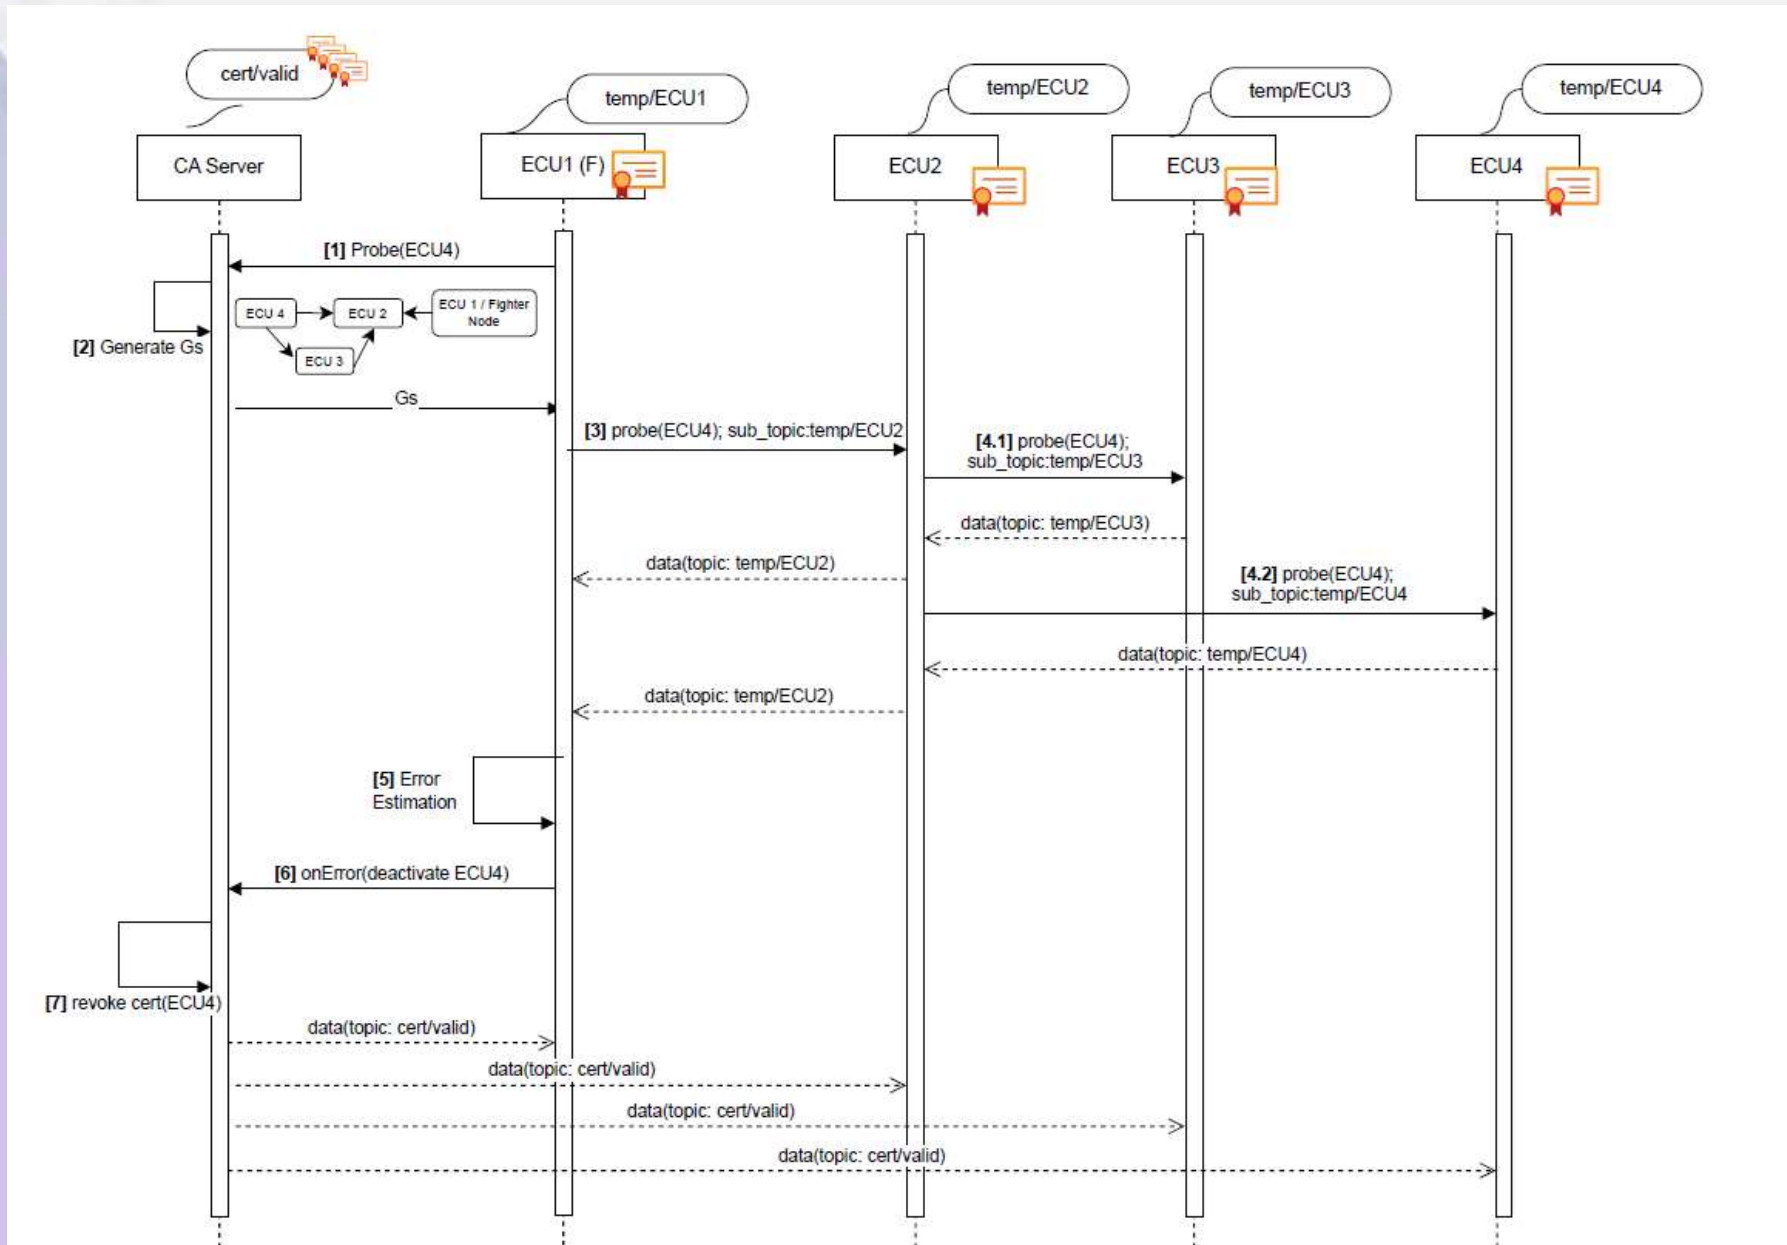 cert/valid
temp/ECU1
temp/ECU2
temp/ECU3
temp/ECU4
CA Server
ECU1 (F)
ECU2
ECU3
ECU4
[1] Probe(ECU4)
ECU 4
ECU 2
ECU 1 / Fighter
Node
ECU 3
[2] Generate Gs
Gs
[3] probe(ECU4); sub_topic:temp/ECU2
[4.1] probe(ECU4);
sub_topic:temp/ECU3
data(topic: temp/ECU3)
data(topic: temp/ECU2)
[4.2] probe(ECU4);
sub_topic:temp/ECU4
data(topic: temp/ECU4)
data(topic: temp/ECU2)
[5] Error
Estimation
[6] onError(deactivate ECU4)
[7] revoke cert(ECU4)
data(topic: cert/valid)
data(topic: cert/valid)
data(topic: cert/valid)
data(topic: cert/valid)